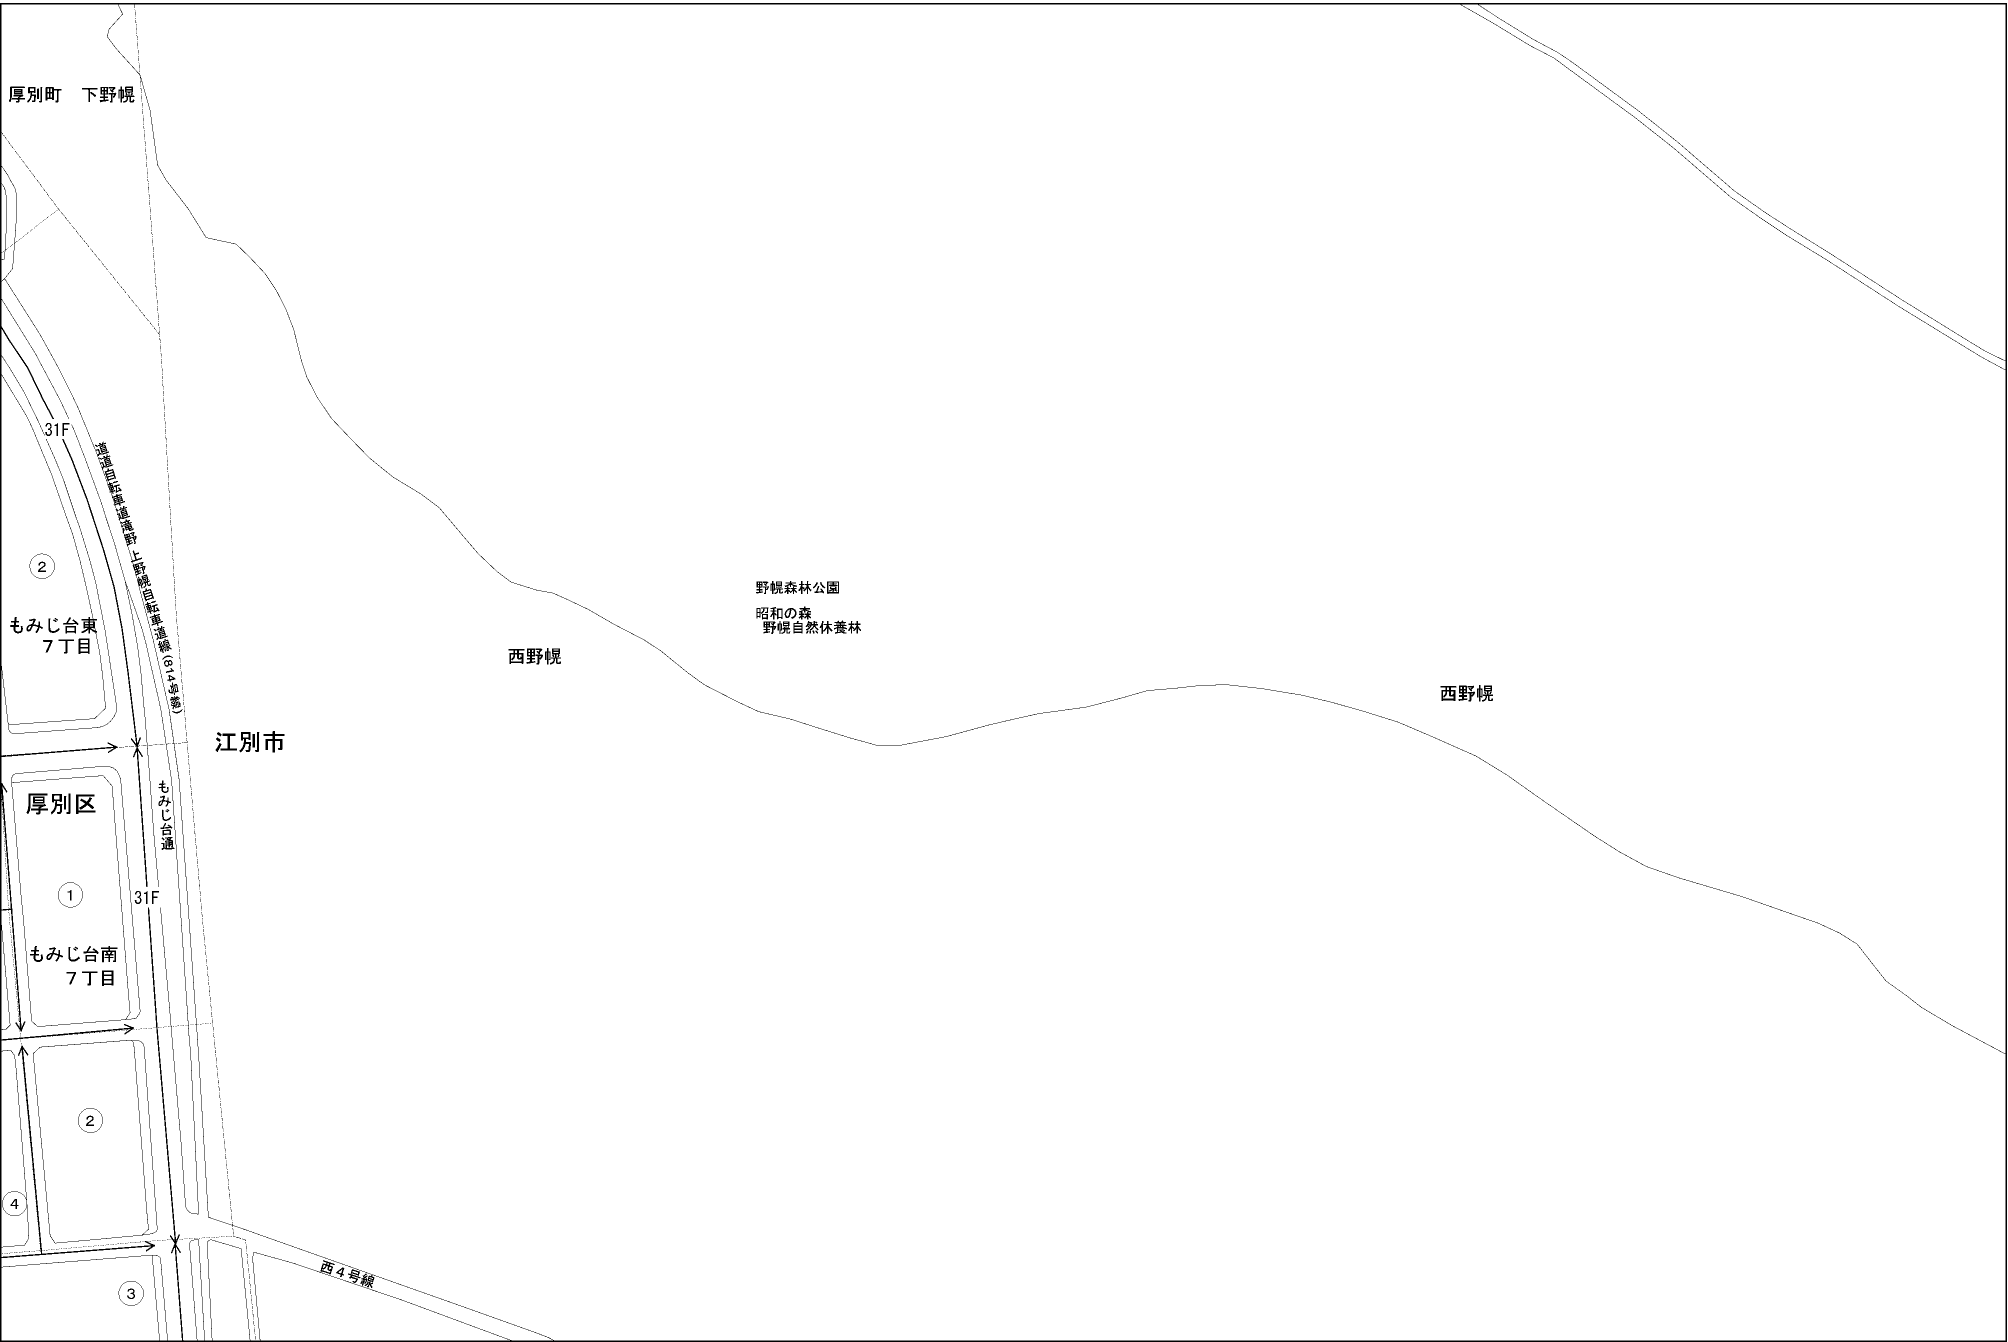 厚別町　下野幌
31F
道道自転車道滝野 上野幌自転車道線(814号線)
2
もみじ台東
7丁目
野幌森林公園
昭和の森
野幌自然休養林
西野幌
西野幌
江別市
もみじ台通
厚別区
1
31F
もみじ台南
7丁目
2
4
西4号線
3